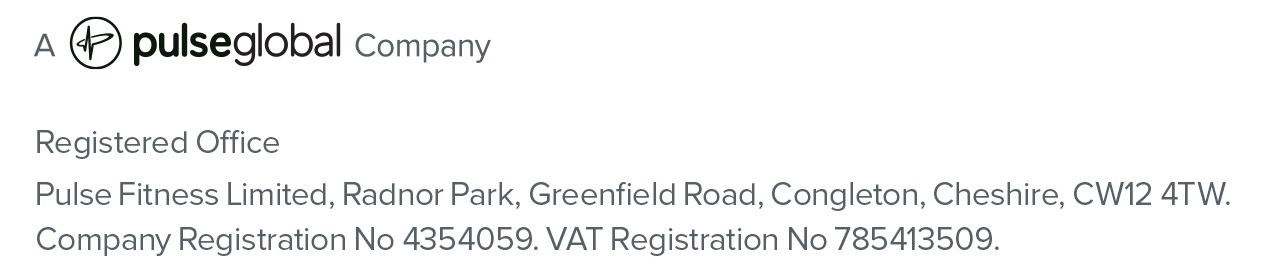 A pulseglobal Company
Registered Office
Pulse Fitness Limited, Radnor Park, Greenfield Road, Congleton, Cheshire, CW12 4TW.
Company Registration No 4354059. VAT Registration No 785413509.